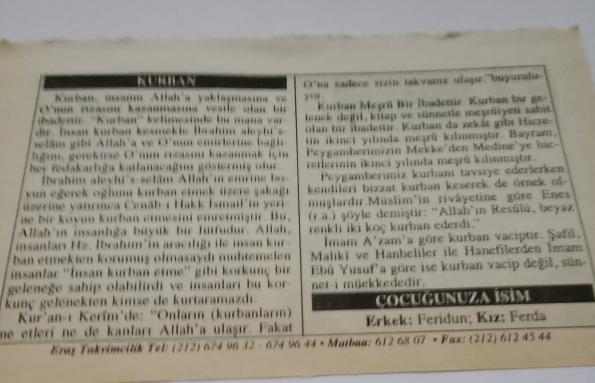 KURBAN
Kurban, insanın Allah'a yaklaşmasına ve
O'nun rızasını kazanmasına vesile olan bir
ibadettir. "Kurban" kelimesinde bu mana var-
dır. İnsan kurban kesmekle İbrahim aleyhi's-
selâm gibi Allah'a ve O'nun emirlerine bağlı-
lığını, gerekirse O'nun rızasını kazanmak için
her fedakarlığa katlanacağını göstermiş olur.
İbrahim aleyhi's-selâm Allah'ın emrine bo-
yun eğerek oğlunu kurban etmek üzere şakağı
üzerine yatırınca Cenâb-ı Hakk İsmail'in yeri-
ne bir koyun kurban etmesini emretmiştir. Bu,
Allah'ın insanlığa büyük bir lütfudur. Allah,
insanları Hz. İbrahim'in aracılığı ile insan kur-
ban etmekten korumuş olmasaydı muhtemelen
insanlar "İnsan kurban etme" gibi korkunç bir
geleneğe sahip olabilirdi ve insanları bu kor-
kunç gelenekten kimse de kurtaramazdı.
Kur'an-ı Kerîm'de: "Onların (kurbanların)
ne etleri ne de kanları Allah'a ulaşır. Fakat
O'na sadece sizin takvanız ulaşır."buyurulu-
yor.
Kurban Meşrû Bir İbadettir. Kurban bir ge-
lenek değil, kitap ve sünnetle meşrûiyeti sabit
olan bir ibadettir. Kurban da zekât gibi Hicre-
tin ikinci yılında meşrû kılınmıştır. Bayram,
Peygamberimizin Mekke'den Medine'ye hic-
retlerinin ikinci yılında meşrû kılınmıştır.
Peygamberimiz kurbanı tavsiye ederlerken
kendileri bizzat kurban keserek de örnek ol-
muşlardır.Müslim'in rivâyetine göre Enes
(r.a.) şöyle demiştir: "Allah'ın Resûlü, beyaz
renkli iki koç kurban ederdi."
İmam A'zam'a göre kurban vaciptir. Şafiî,
Maliki ve Hanbeliler ile Hanefilerden İmam
Ebû Yusuf'a göre ise kurban vacip değil, sün-
net-i müekkededir.
ÇOCUĞUNUZA İSİM
Erkek: Feridun; Kız: Ferda
Eraş Takvimcilik Tel: (212) 674 96 32 - 674 96 44 • Matbaa: 612 68 07 • Fax: (212) 612 45 44